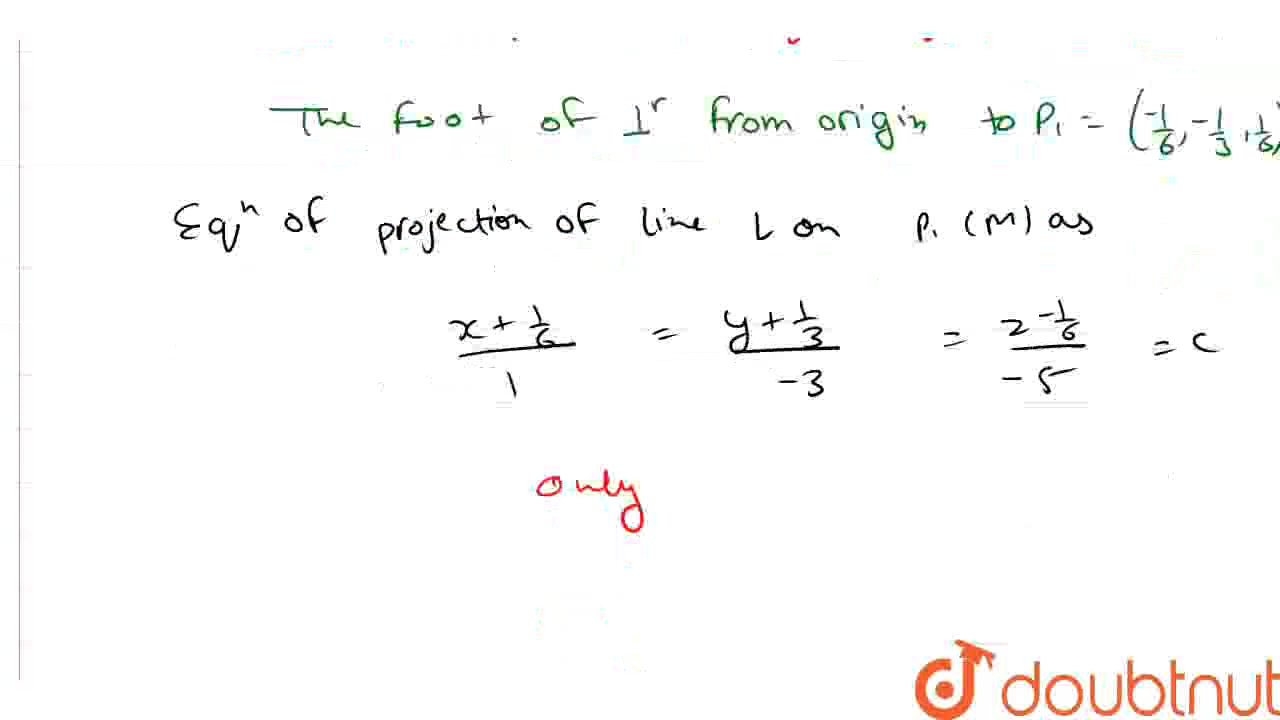 The foot of ⊥ʳ from origin to P₁ = (-1/6, -1/3, 1/6,
Eqⁿ of projection of line L on P₁ (M) as
x + 1/6 / 1 = y + 1/3 / -3 = z - 1/6 / -5 = c
only
doubtnut